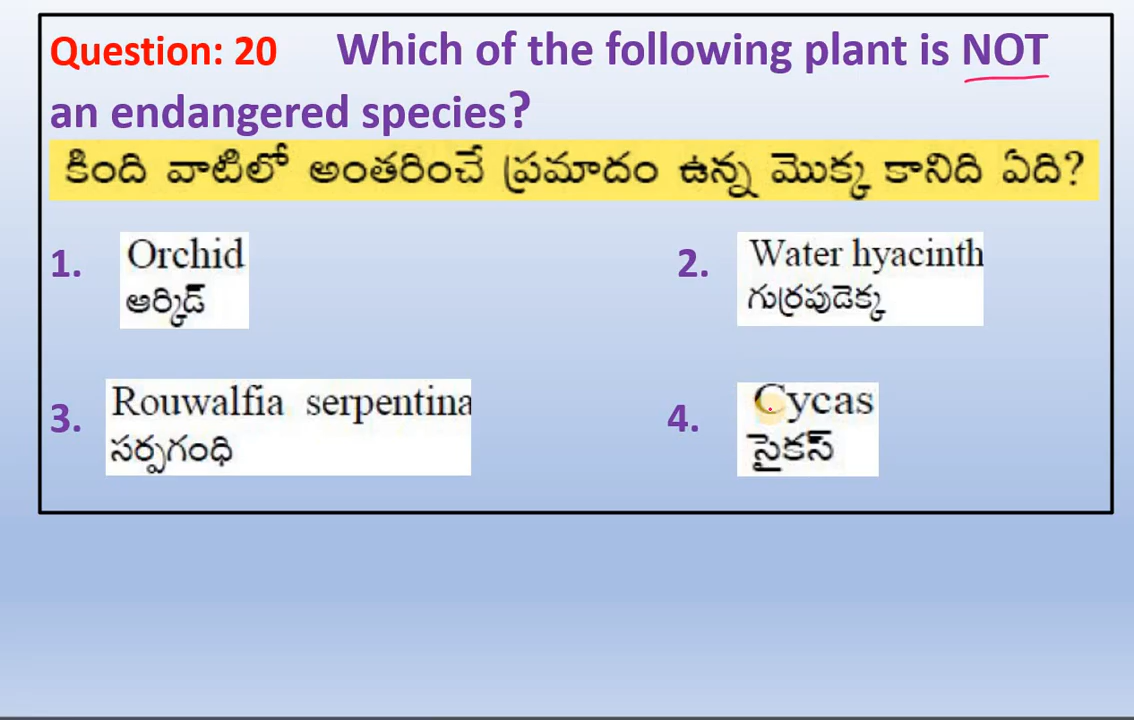 Question: 20 Which of the following plant is NOT
an endangered species?
కింది వాటిలో అంతరించే ప్రమాదం ఉన్న మొక్క కానిది ఏది?
1. Orchid
ఆర్కిడ్
2. Water hyacinth
గుర్రపుడెక్క
3. Rouwalfia serpentina
సర్పగంధి
4. Cycas
సైకస్